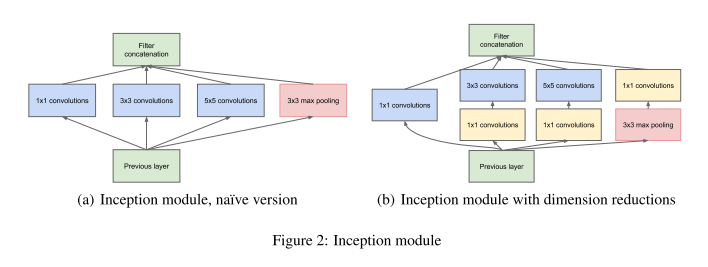 Filter
concatenation
1x1 convolutions
3x3 convolutions
5x5 convolutions
3x3 max pooling
Previous layer
(a) Inception module, naïve version
Filter
concatenation
3x3 convolutions
5x5 convolutions
1x1 convolutions
1x1 convolutions
1x1 convolutions
1x1 convolutions
3x3 max pooling
Previous layer
(b) Inception module with dimension reductions
Figure 2: Inception module